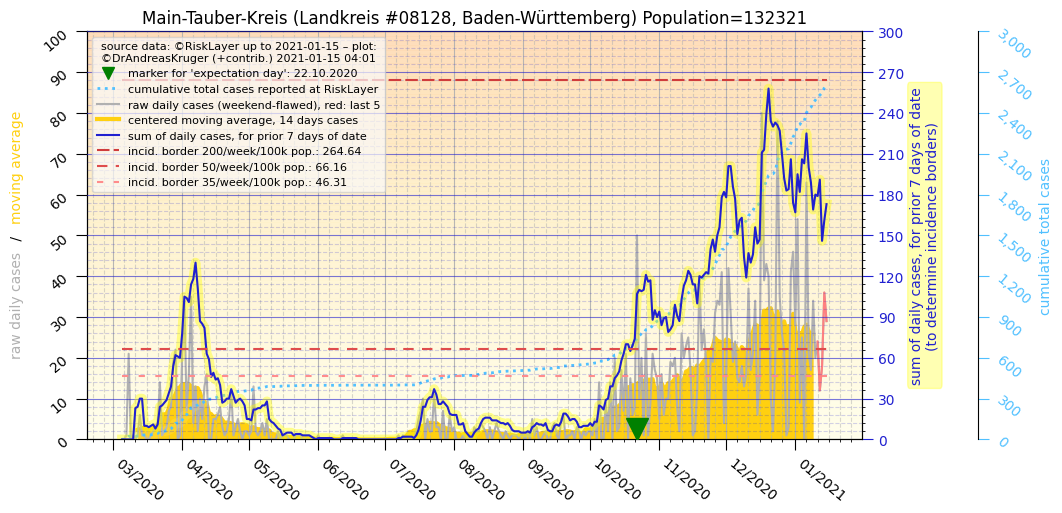 Main-Tauber-Kreis (Landkreis #08128, Baden-Württemberg) Population=132321
source data: ©RiskLayer up to 2021-01-15 – plot:
©DrAndreasKruger (+contrib.) 2021-01-15 04:01
marker for 'expectation day': 22.10.2020
cumulative total cases reported at RiskLayer
raw daily cases (weekend-flawed), red: last 5
centered moving average, 14 days cases
sum of daily cases, for prior 7 days of date
incid. border 200/week/100k pop.: 264.64
incid. border 50/week/100k pop.: 66.16
incid. border 35/week/100k pop.: 46.31
raw daily cases / moving average
100
90
80
70
60
50
40
30
20
10
0
300
270
240
210
180
150
120
90
60
30
0
sum of daily cases, for prior 7 days of date
(to determine incidence borders)
3,000
2,700
2,400
2,100
1,800
1,500
1,200
900
600
300
0
cumulative total cases
03/2020
04/2020
05/2020
06/2020
07/2020
08/2020
09/2020
10/2020
11/2020
12/2020
01/2021